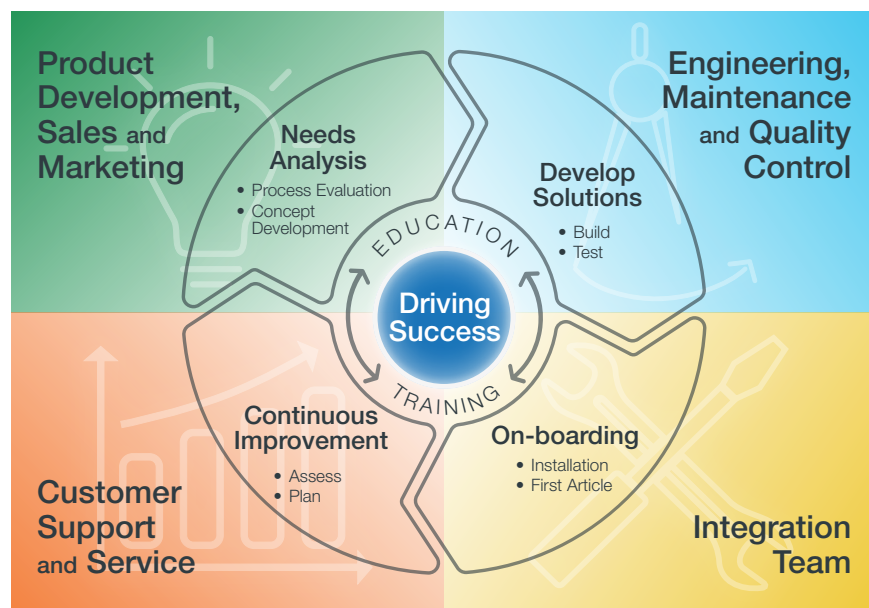 Product
Development,
Sales and
Marketing
Needs
Analysis
• Process Evaluation
• Concept
Development
Engineering,
Maintenance
and Quality
Control
Develop
Solutions
• Build
• Test
EDUCATION
Driving
Success
TRAINING
Continuous
Improvement
• Assess
• Plan
Customer
Support
and Service
On-boarding
• Installation
• First Article
Integration
Team